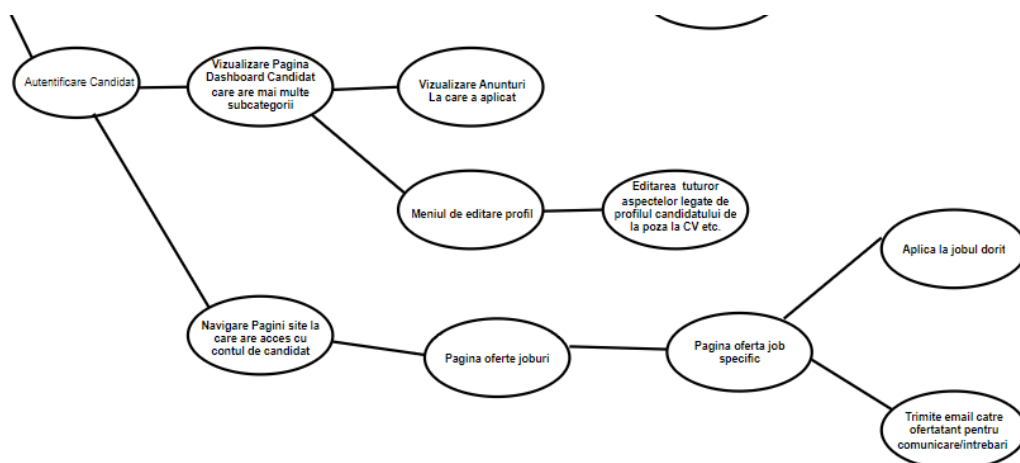 Autentificare Candidat
Vizualizare Pagina
Dashboard Candidat
care are mai multe
subcategorii
Vizualizare Anunturi
La care a aplicat
Meniul de editare profil
Editarea tuturor
aspectelor legate de
profilul candidatului de
la poza la CV etc.
Navigare Pagini site la
care are acces cu
contul de candidat
Pagina oferte joburi
Pagina oferta job
specific
Aplica la jobul dorit
Trimite email catre
ofertatant pentru
comunicare/intrebari